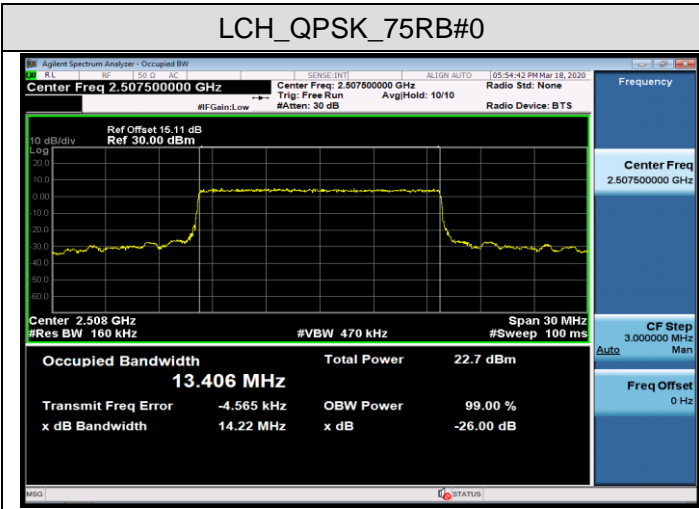 LCH_QPSK_75RB#0
Agilent Spectrum Analyzer - Occupied BW
RL RF 50 Ω AC SENSE:INT ALIGN AUTO 05:54:42 PM Mar 18, 2020
Center Freq 2.507500000 GHz
Center Freq: 2.507500000 GHz
Radio Std: None
Trig: Free Run Avg|Hold: 10/10
#IFGain:Low
#Atten: 30 dB
Radio Device: BTS
Frequency
Ref Offset 15.11 dB
10 dB/div Ref 30.00 dBm
Log
20.0
10.00
0.00
-10.0
-20.0
-30.0
-40.0
-50.0
-60.0
Center 2.508 GHz
Span 30 MHz
#Res BW 160 kHz
#VBW 470 kHz
#Sweep 100 ms
Center Freq
2.507500000 GHz
CF Step
3.000000 MHz
Auto Man
Freq Offset
0 Hz
Occupied Bandwidth
13.406 MHz
Total Power 22.7 dBm
Transmit Freq Error -4.565 kHz
OBW Power 99.00 %
x dB Bandwidth 14.22 MHz
x dB -26.00 dB
MSG
STATUS